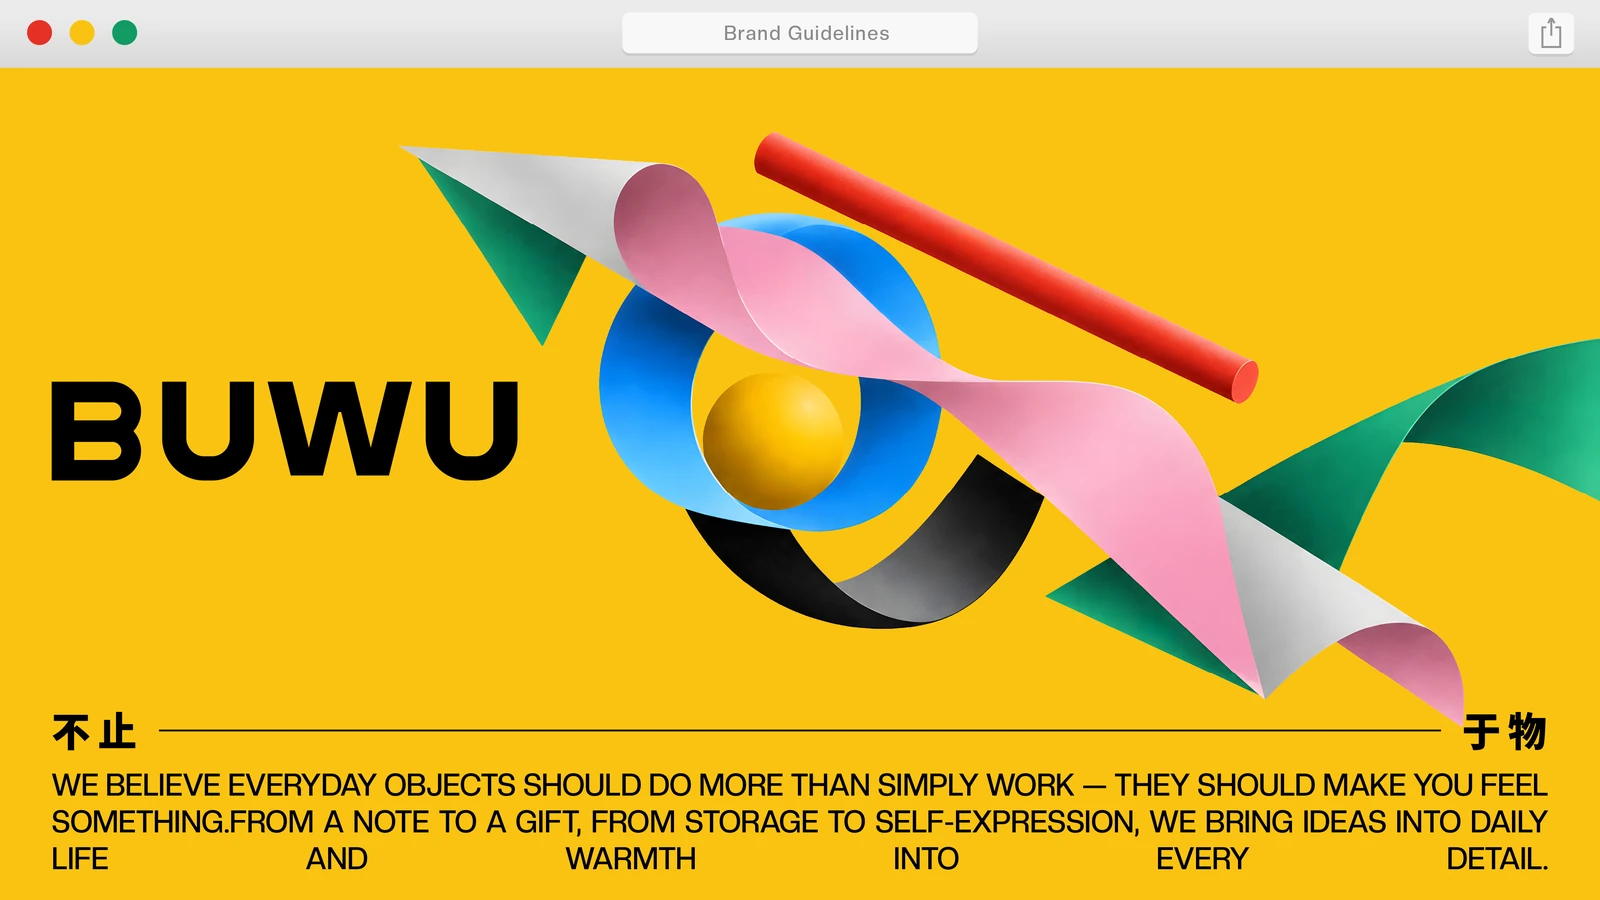 Brand Guidelines
BUWU
不止 于物
WE BELIEVE EVERYDAY OBJECTS SHOULD DO MORE THAN SIMPLY WORK — THEY SHOULD MAKE YOU FEEL
SOMETHING.FROM A NOTE TO A GIFT, FROM STORAGE TO SELF-EXPRESSION, WE BRING IDEAS INTO DAILY
LIFE AND WARMTH INTO EVERY DETAIL.